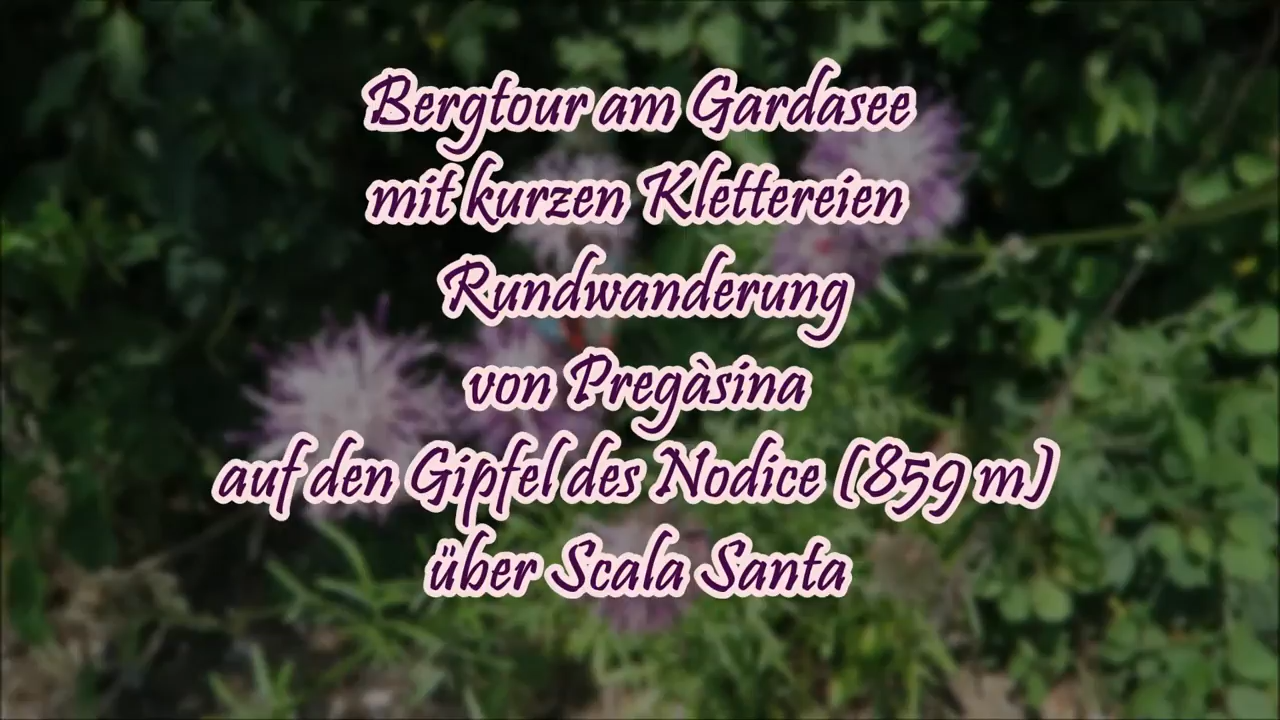 Bergtour am Gardasee
mit kurzen Klettereien
Rundwanderung
von Pregàsina
auf den Gipfel des Nodice (859 m)
über Scala Santa